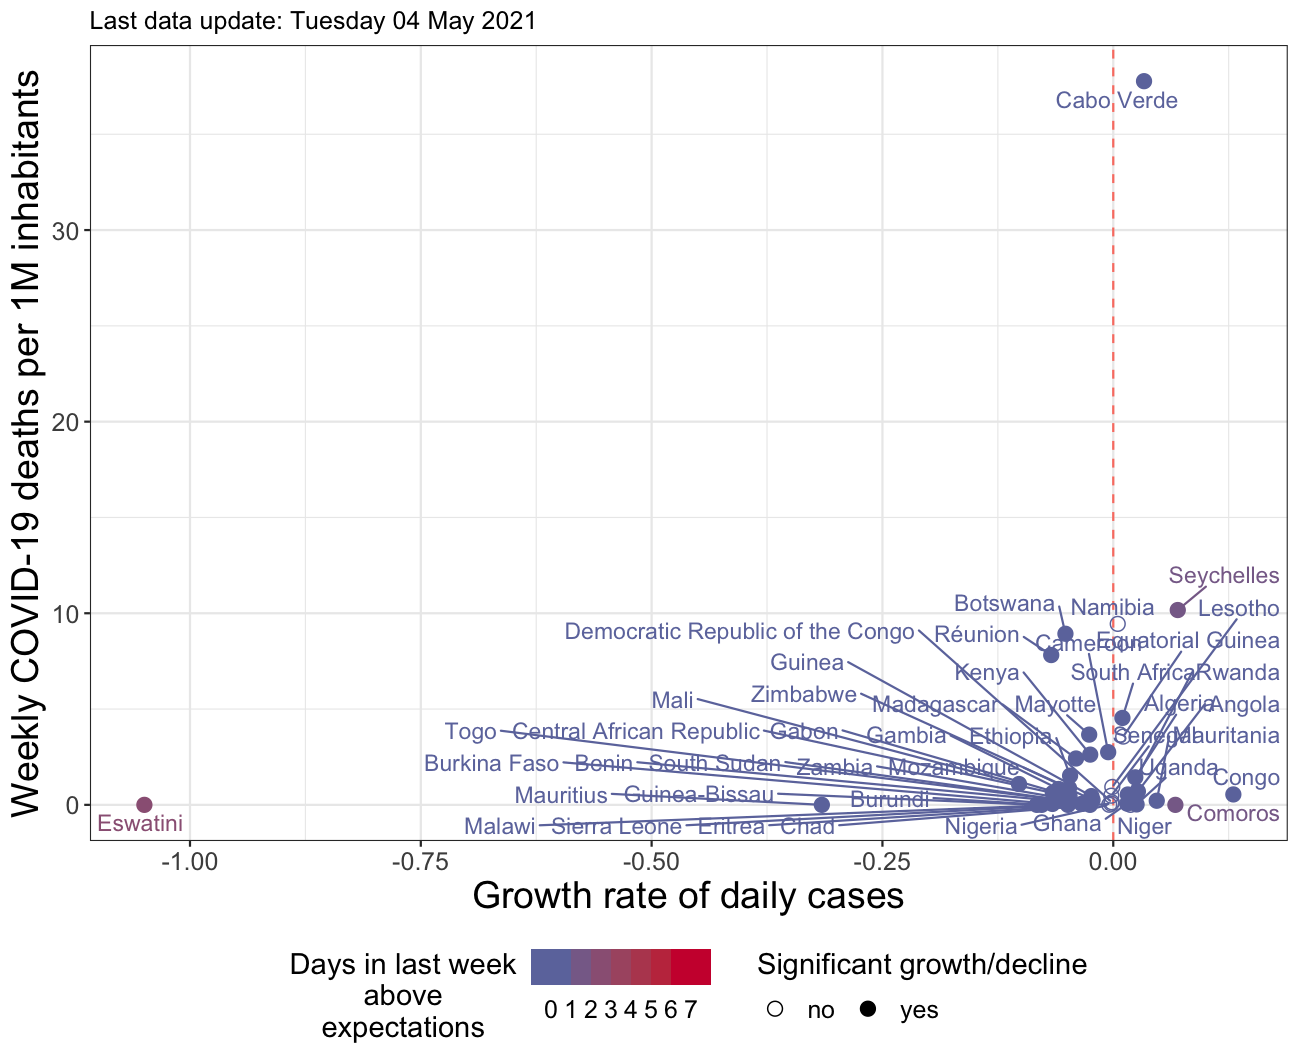 Last data update: Tuesday 04 May 2021
Weekly COVID-19 deaths per 1M inhabitants
30
20
10
0
Cabo Verde
Seychelles
Botswana
Namibia
Lesotho
Democratic Republic of the Congo
Réunion
Cameroon
Equatorial Guinea
Guinea
Kenya
South Africa
Rwanda
Mali
Zimbabwe
Madagascar
Mayotte
Algeria
Angola
Togo
Central African Republic
Gabon
Gambia
Ethiopia
Senegal
Mauritania
Burkina Faso
Benin
South Sudan
Zambia
Mozambique
Uganda
Congo
Mauritius
Guinea-Bissau
Burundi
Comoros
Eswatini
Malawi
Sierra Leone
Eritrea
Chad
Nigeria
Ghana
Niger
-1.00
-0.75
-0.50
-0.25
0.00
Growth rate of daily cases
Days in last week
above
expectations
0 1 2 3 4 5 6 7
Significant growth/decline
no
yes